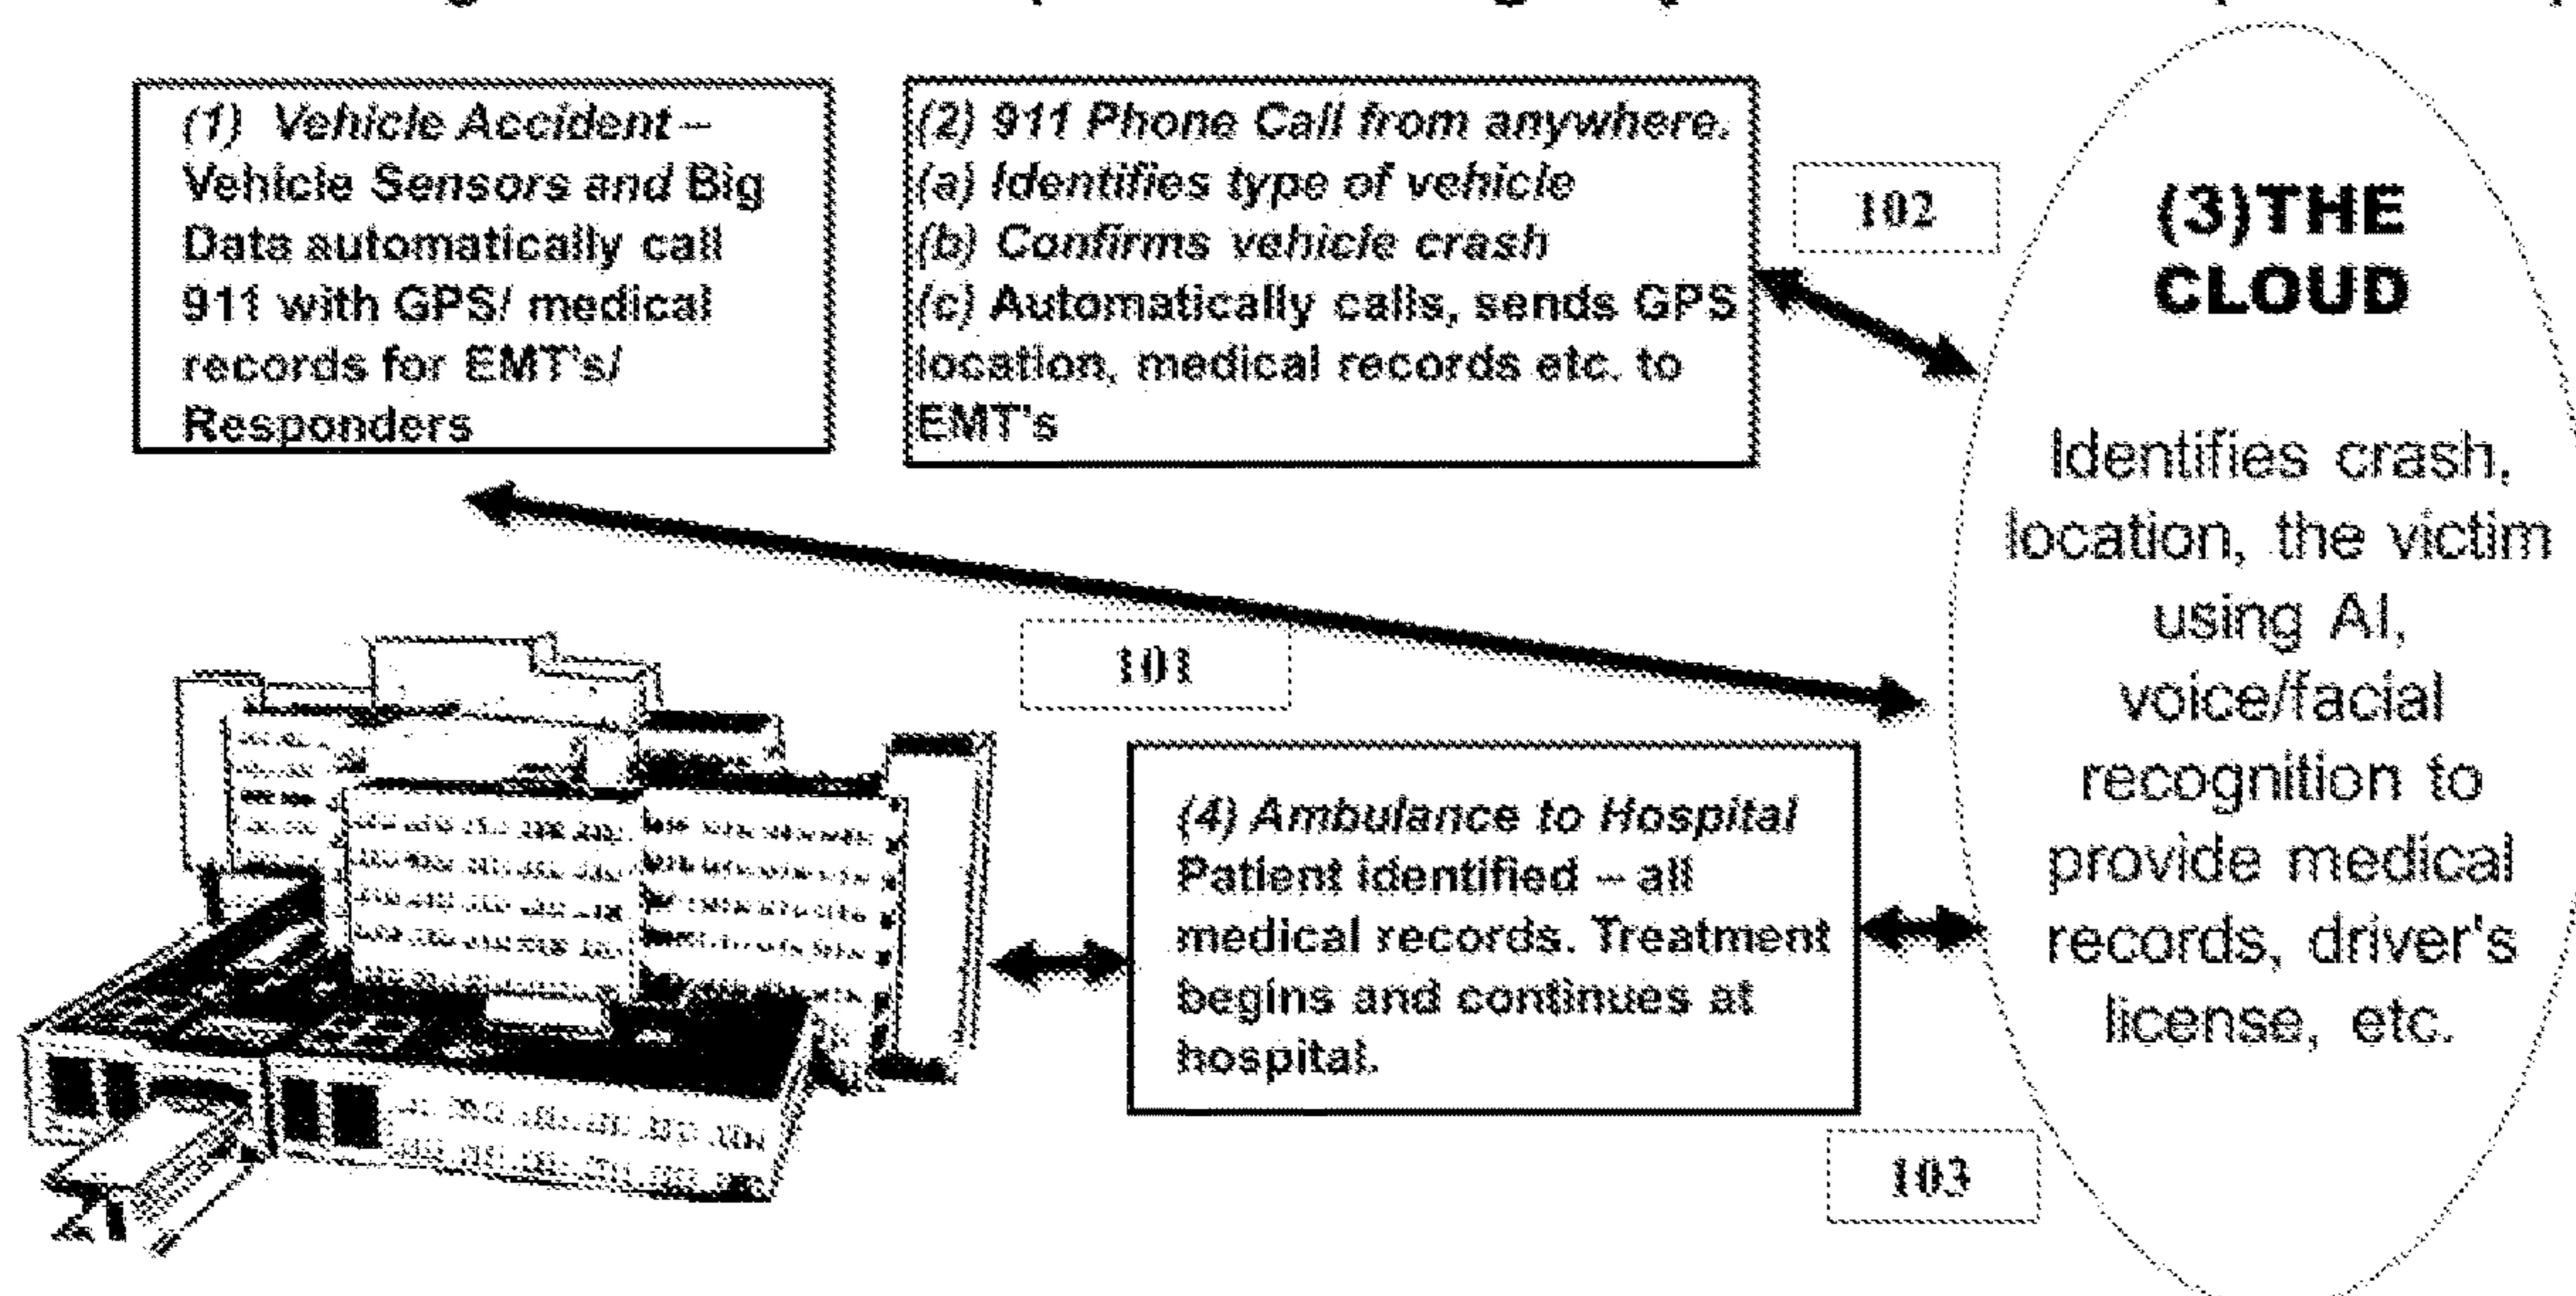 (1) Vehicle Accident –
Vehicle Sensors and Big
Data automatically call
911 with GPS/ medical
records for EMT's/
Responders
(2) 911 Phone Call from anywhere.
(a) Identifies type of vehicle
(b) Confirms vehicle crash
(c) Automatically calls, sends GPS
location, medical records etc. to
EMT's
102
(3)THE
CLOUD
Identifies crash,
location, the victim
using AI,
voice/facial
recognition to
provide medical
records, driver's
license, etc.
101
(4) Ambulance to Hospital
Patient identified – all
medical records. Treatment
begins and continues at
hospital.
103